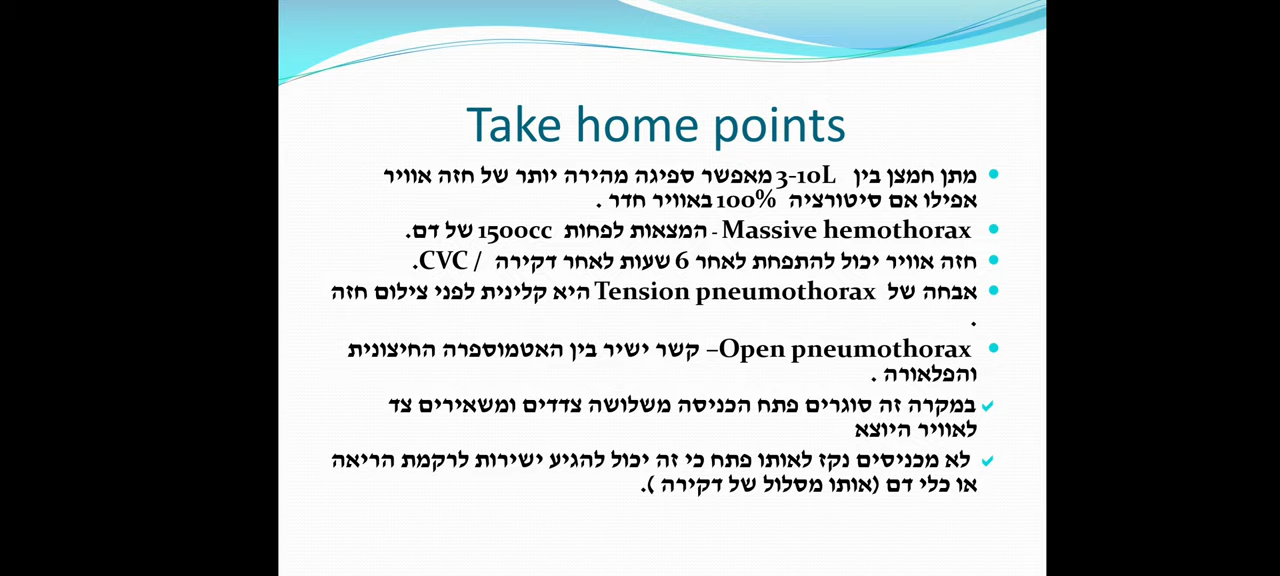 Take home points
מתן חמצן בין 3-10L מאפשר ספיגה מהירה יותר של חזה אוויר
אפילו אם סיטורציה 100% באוויר חדר .
Massive hemothorax - המצאות לפחות 1500cc של דם.
חזה אוויר יכול להתפתח לאחר 6 שעות לאחר דקירה / CVC.
אבחה של Tension pneumothorax היא קלינית לפני צילום חזה
.
Open pneumothorax– קשר ישיר בין האטמוספרה החיצונית
והפלאורה .
במקרה זה סוגרים פתח הכניסה משלושה צדדים ומשאירים צד
לאוויר היוצא
לא מכניסים נקז לאותו פתח כי זה יכול להגיע ישירות לרקמת הריאה
או כלי דם (אותו מסלול של דקירה ).